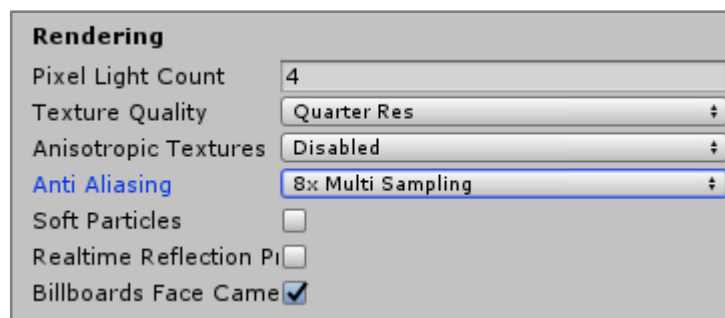 Rendering
Pixel Light Count 4
Texture Quality Quarter Res
Anisotropic Textures Disabled
Anti Aliasing 8x Multi Sampling
Soft Particles
Realtime Reflection P
Billboards Face Came